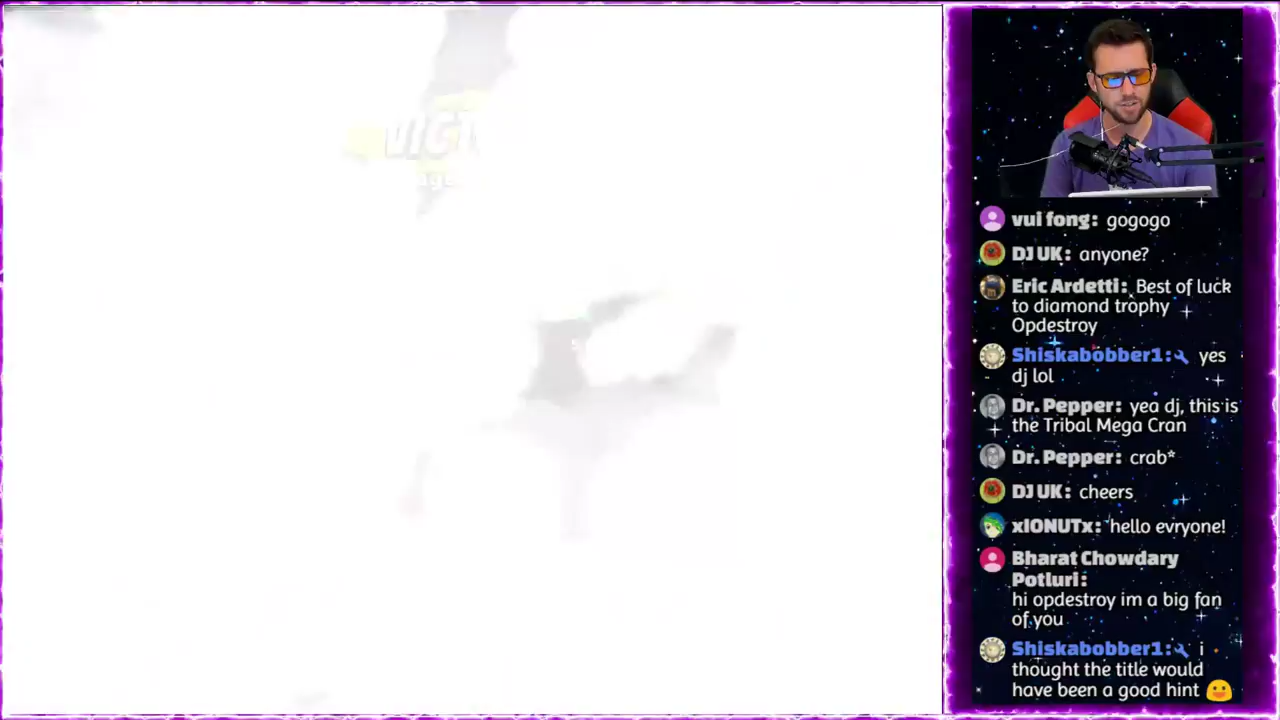 vui fong: gogogo
DJ UK: anyone?
Eric Ardetti: Best of luck
to diamond trophy
Opdestroy
Shiskabobber1: yes
dj lol
Dr. Pepper: yea dj, this is
the Tribal Mega Cran
Dr. Pepper: crab*
DJ UK: cheers
xIONUTx: hello evryone!
Bharat Chowdary
Potluri:
hi opdestroy im a big fan
of you
Shiskabobber1: i
thought the title would
have been a good hint